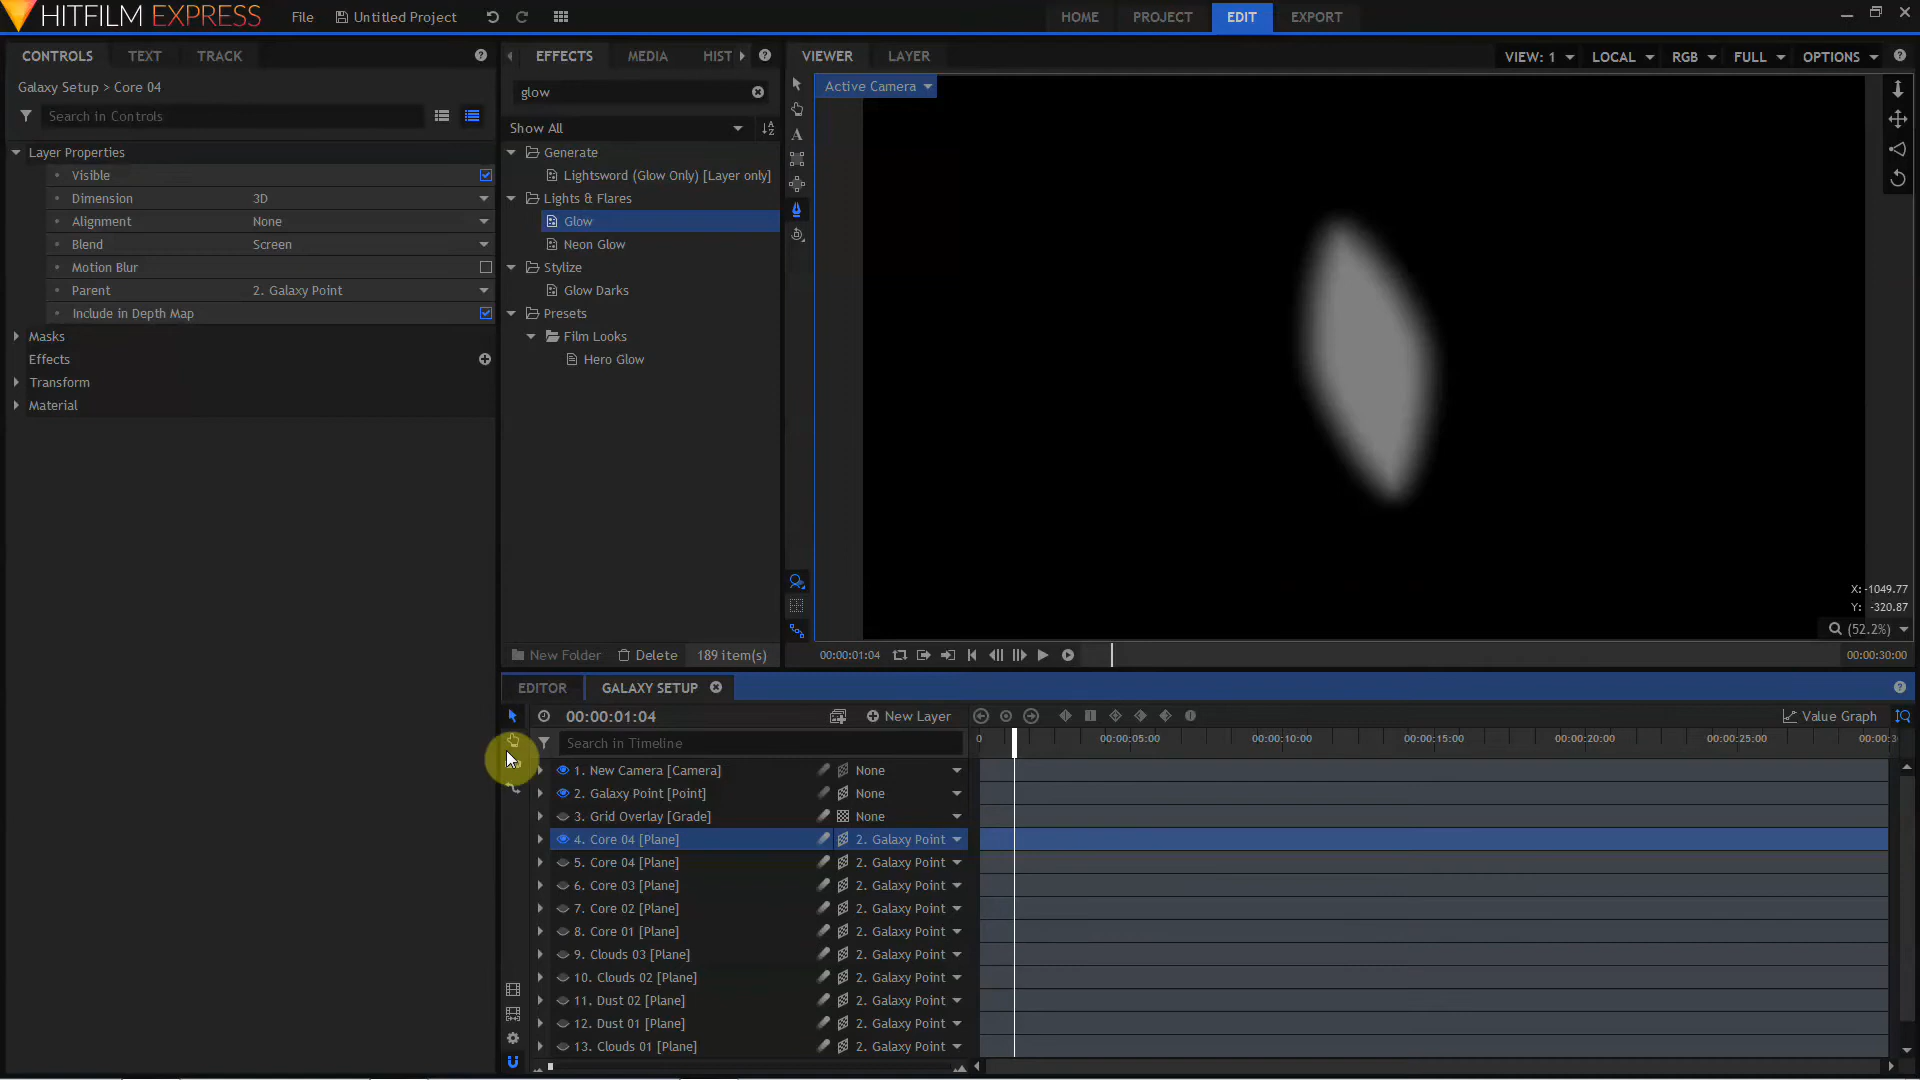 HITFILM EXPRESS
File
Untitled Project
HOME
PROJECT
EDIT
EXPORT
CONTROLS
TEXT
TRACK
Galaxy Setup > Core 04
Search in Controls
Layer Properties
Visible
Dimension 3D
Alignment None
Blend Screen
Motion Blur
Parent 2. Galaxy Point
Include in Depth Map
Masks
Effects
Transform
Material
EFFECTS
MEDIA
HIST
glow
Show All
Generate
Lightsword (Glow Only) [Layer only]
Lights & Flares
Glow
Neon Glow
Stylize
Glow Darks
Presets
Film Looks
Hero Glow
New Folder
Delete
189 item(s)
VIEWER
LAYER
VIEW: 1
LOCAL
RGB
FULL
OPTIONS
Active Camera
X: -1049.77
Y: -320.87
(52.2%)
00:00:01:04
00:00:30:00
EDITOR
GALAXY SETUP
00:00:01:04
New Layer
Value Graph
Search in Timeline
0
00:00:05:00
00:00:10:00
00:00:15:00
00:00:20:00
00:00:25:00
1. New Camera [Camera] None
2. Galaxy Point [Point] None
3. Grid Overlay [Grade] None
4. Core 04 [Plane] 2. Galaxy Point
5. Core 04 [Plane] 2. Galaxy Point
6. Core 03 [Plane] 2. Galaxy Point
7. Core 02 [Plane] 2. Galaxy Point
8. Core 01 [Plane] 2. Galaxy Point
9. Clouds 03 [Plane] 2. Galaxy Point
10. Clouds 02 [Plane] 2. Galaxy Point
11. Dust 02 [Plane] 2. Galaxy Point
12. Dust 01 [Plane] 2. Galaxy Point
13. Clouds 01 [Plane] 2. Galaxy Point